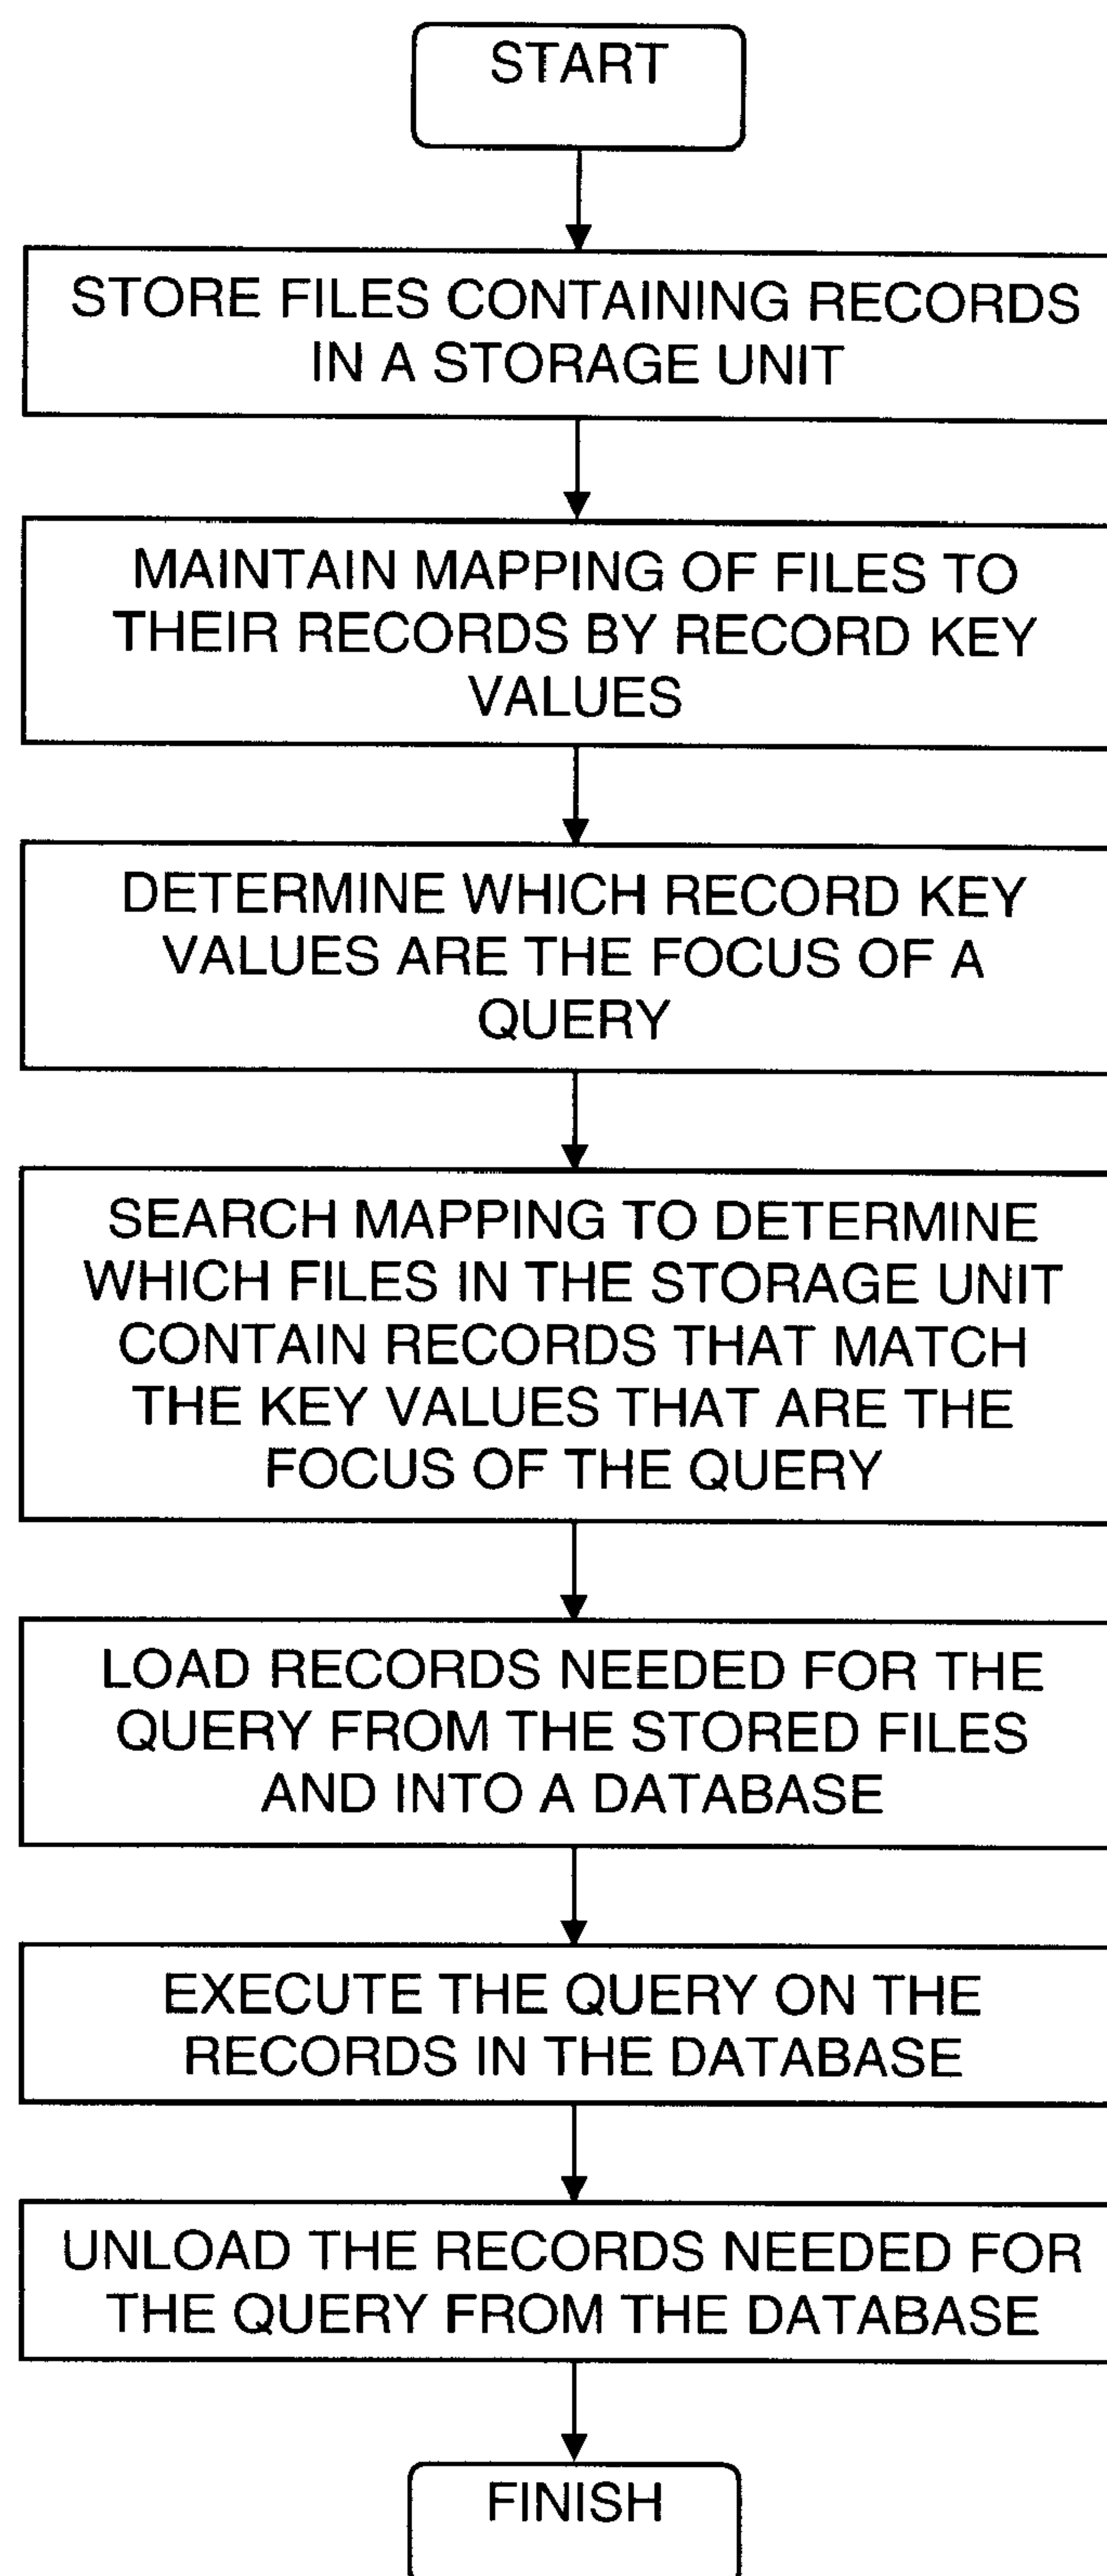 START
STORE FILES CONTAINING RECORDS
IN A STORAGE UNIT
MAINTAIN MAPPING OF FILES TO
THEIR RECORDS BY RECORD KEY
VALUES
DETERMINE WHICH RECORD KEY
VALUES ARE THE FOCUS OF A
QUERY
SEARCH MAPPING TO DETERMINE
WHICH FILES IN THE STORAGE UNIT
CONTAIN RECORDS THAT MATCH
THE KEY VALUES THAT ARE THE
FOCUS OF THE QUERY
LOAD RECORDS NEEDED FOR THE
QUERY FROM THE STORED FILES
AND INTO A DATABASE
EXECUTE THE QUERY ON THE
RECORDS IN THE DATABASE
UNLOAD THE RECORDS NEEDED FOR
THE QUERY FROM THE DATABASE
FINISH